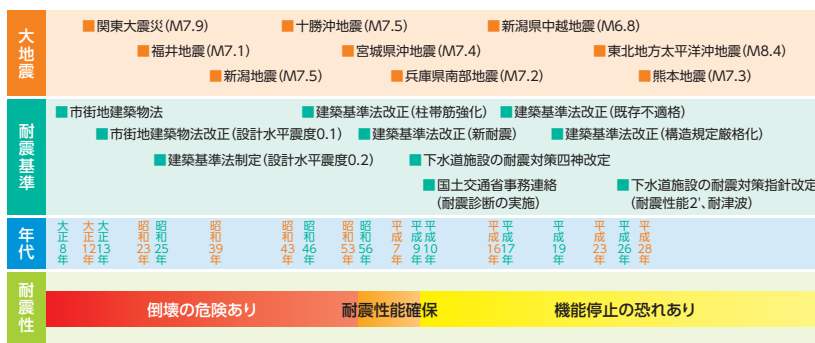 大地震
■関東大震災(M7.9)
■十勝沖地震(M7.5)
■新潟県中越地震(M6.8)
■福井地震(M7.1)
■宮城県沖地震(M7.4)
■東北地方太平洋沖地震(M8.4)
■新潟地震(M7.5)
■兵庫県南部地震(M7.2)
■熊本地震(M7.3)
耐震基準
■市街地建築物法
■建築基準法改正(柱帯筋強化)
■建築基準法改正(既存不適格)
■市街地建築物法改正(設計水平震度0.1)
■建築基準法改正(新耐震)
■建築基準法改正(構造規定厳格化)
■建築基準法制定(設計水平震度0.2)
■下水道施設の耐震対策四神改定
■国土交通省事務連絡
(耐震診断の実施)
■下水道施設の耐震対策指針改定
(耐震性能2'、耐津波)
年代
大正8年
大正12年
大正13年
昭和23年
昭和25年
昭和39年
昭和43年
昭和46年
昭和53年
昭和56年
平成7年
平成9年
平成10年
平成16年
平成17年
平成19年
平成23年
平成26年
平成28年
耐震性
倒壊の危険あり
耐震性能確保
機能停止の恐れあり